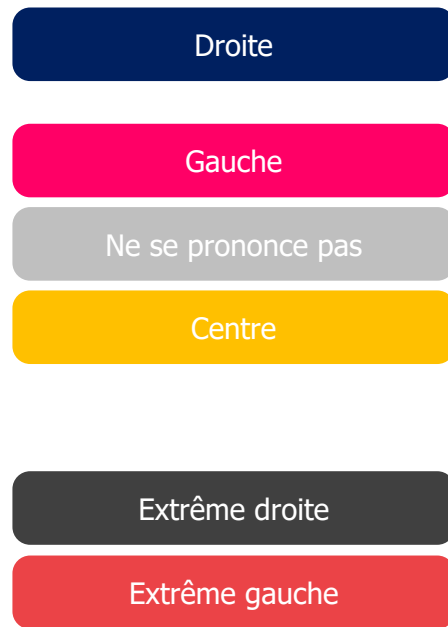 Droite
Gauche
Ne se prononce pas
Centre
Extrême droite
Extrême gauche